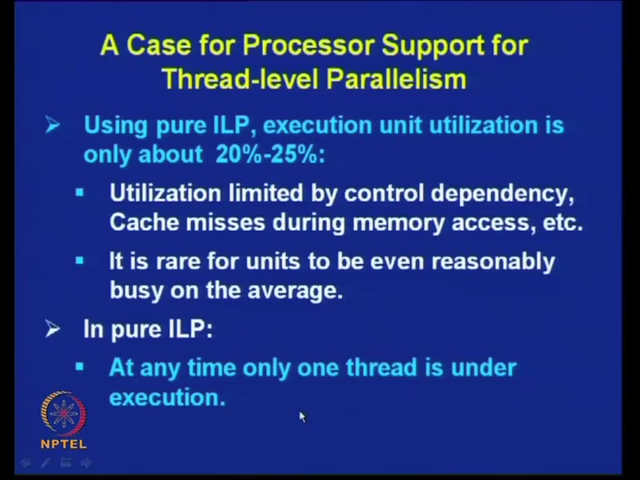 A Case for Processor Support for
Thread-level Parallelism
Using pure ILP, execution unit utilization is
only about 20%-25%:
Utilization limited by control dependency,
Cache misses during memory access, etc.
It is rare for units to be even reasonably
busy on the average.
In pure ILP:
At any time only one thread is under
execution.
NPTEL